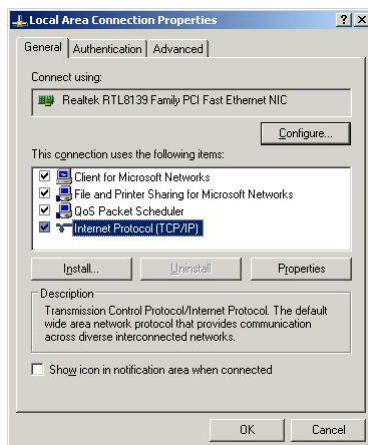 Local Area Connection Properties
General Authentication Advanced
Connect using:
Realtek RTL8139 Family PCI Fast Ethernet NIC
Configure...
This connection uses the following items:
Client for Microsoft Networks
File and Printer Sharing for Microsoft Networks
QoS Packet Scheduler
Internet Protocol (TCP/IP)
Install... Uninstall Properties
Description
Transmission Control Protocol/Internet Protocol. The default
wide area network protocol that provides communication
across diverse interconnected networks.
Show icon in notification area when connected
OK Cancel